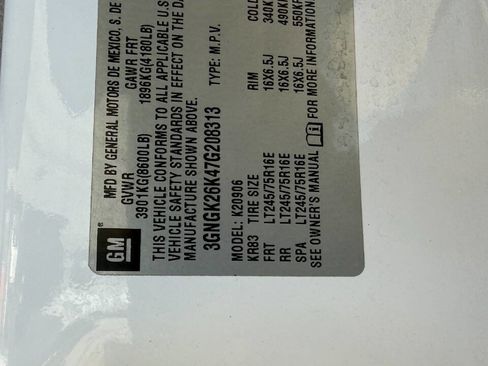 MFD BY GENERAL MOTORS DE MEXICO, S. DE
GVWR GAWR FRT
3901KG(8600LB) 1896KG(4180LB)
THIS VEHICLE CONFORMS TO ALL APPLICABLE U.S
VEHICLE SAFETY STANDARDS IN EFFECT ON THE DA
MANUFACTURE SHOWN ABOVE.
3GNGK26K47G208313 TYPE: M.P.V.
MODEL: K20906
KR83 TIRE SIZE RIM COLD
FRT LT245/75R16E 16X6.5J 340K
RR LT245/75R16E 16X6.5J 490K
SPA LT245/75R16E 16X6.5J 550K
SEE OWNER'S MANUAL FOR MORE INFORMATION
GM